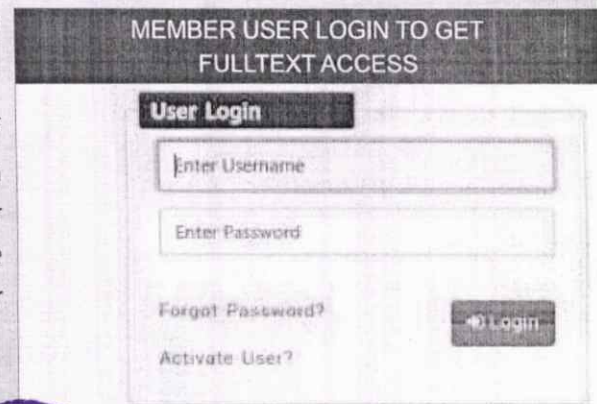 MEMBER USER LOGIN TO GET
FULLTEXT ACCESS
User Login
Enter Username
Enter Password
Forgot Password?
Login
Activate User?